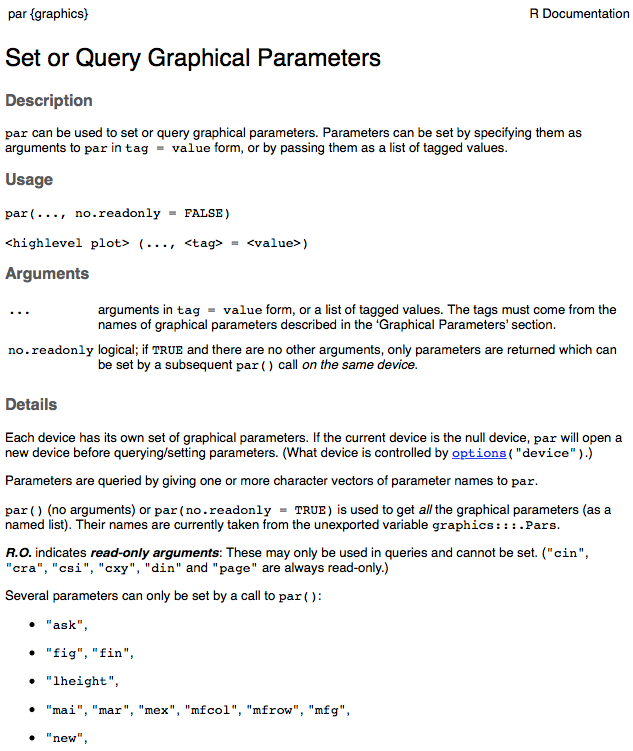 par {graphics}
R Documentation
Set or Query Graphical Parameters
Description
par can be used to set or query graphical parameters. Parameters can be set by specifying them as
arguments to par in tag = value form, or by passing them as a list of tagged values.
Usage
par(..., no.readonly = FALSE)
<highlevel plot> (..., <tag> = <value>)
Arguments
... arguments in tag = value form, or a list of tagged values. The tags must come from the
names of graphical parameters described in the ‘Graphical Parameters’ section.
no.readonly logical; if TRUE and there are no other arguments, only parameters are returned which can
be set by a subsequent par() call on the same device.
Details
Each device has its own set of graphical parameters. If the current device is the null device, par will open a
new device before querying/setting parameters. (What device is controlled by options("device").)
Parameters are queried by giving one or more character vectors of parameter names to par.
par() (no arguments) or par(no.readonly = TRUE) is used to get all the graphical parameters (as a
named list). Their names are currently taken from the unexported variable graphics:::.Pars.
R.O. indicates read-only arguments: These may only be used in queries and cannot be set. ("cin",
"cra", "csi", "cxy", "din" and "page" are always read-only.)
Several parameters can only be set by a call to par():
• "ask",
• "fig", "fin",
• "lheight",
• "mai", "mar", "mex", "mfcol", "mfrow", "mfg",
• "new",